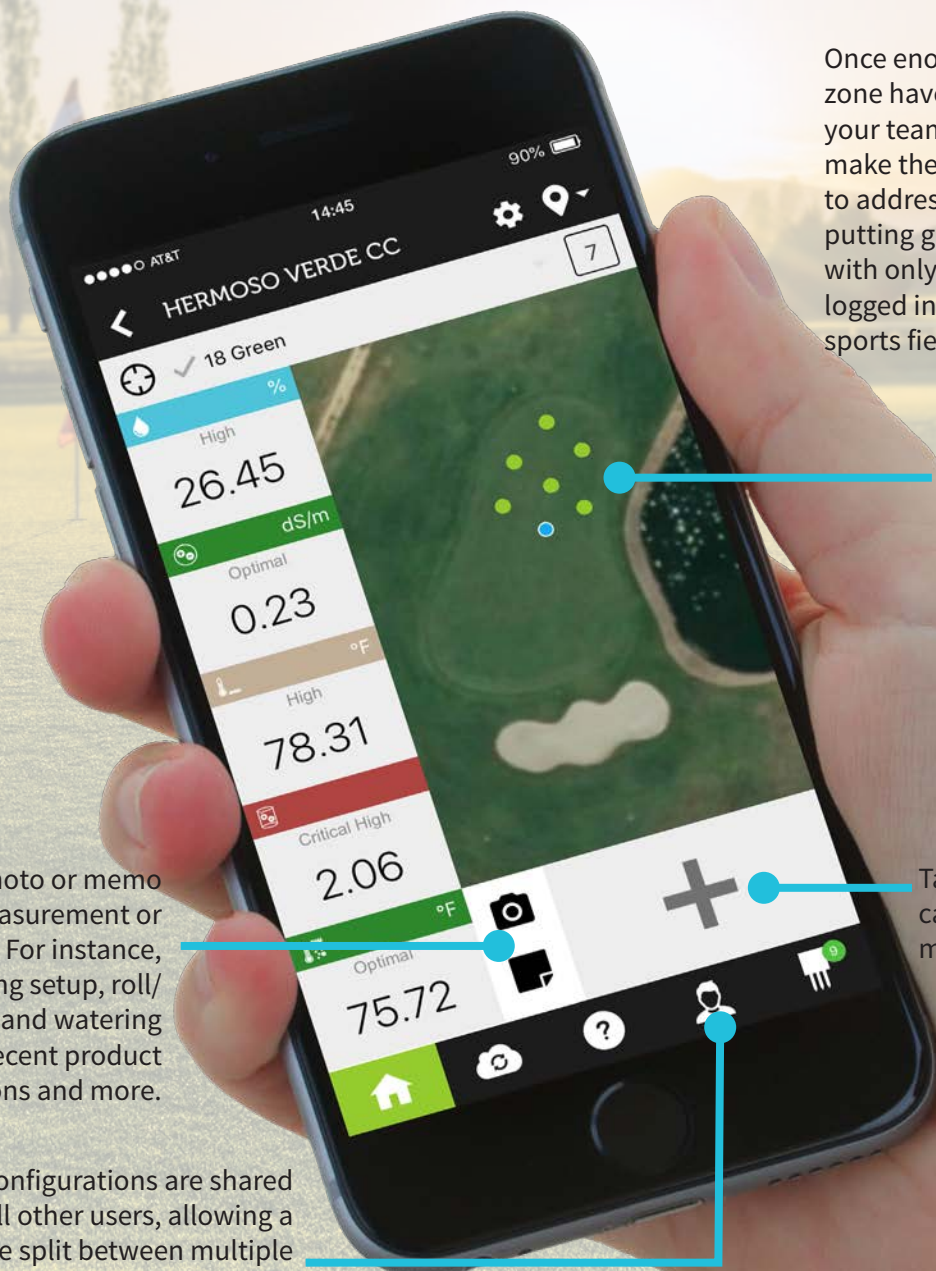 Once eno
zone have
your team
make the
to addres
putting g
with only
logged in
sports fie
90%
14:45
AT&T
HERMOSO VERDE CC
7
18 Green
%
High
26.45
dS/m
Optimal
0.23
°F
High
78.31
Critical High
2.06
°F
Optimal
75.72
?
9
hoto or memo
easurement or
For instance,
ng setup, roll/
and watering
ecent product
ons and more.
Ta
ca
m
onfigurations are shared
ll other users, allowing a
e split between multiple